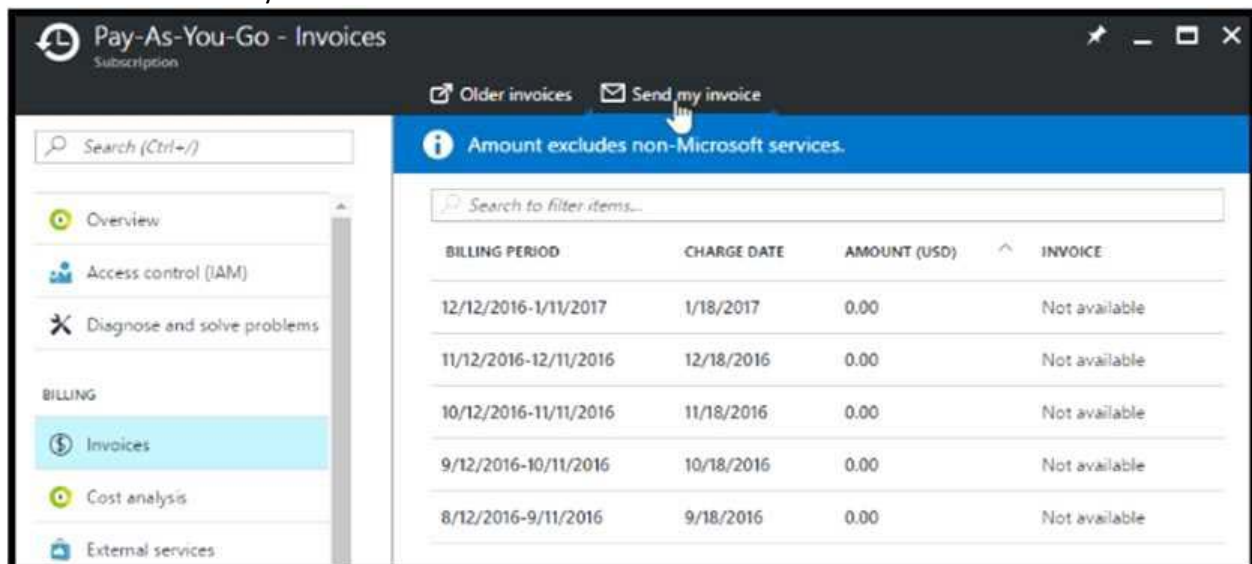 Pay-As-You-Go - Invoices
Subscription
Older invoices Send my invoice
Search (Ctrl+/)
Amount excludes non-Microsoft services.
Search to filter items...
Overview
Access control (IAM)
Diagnose and solve problems
BILLING
Invoices
Cost analysis
External services
BILLING PERIOD CHARGE DATE AMOUNT (USD) INVOICE
12/12/2016-1/11/2017 1/18/2017 0.00 Not available
11/12/2016-12/11/2016 12/18/2016 0.00 Not available
10/12/2016-11/11/2016 11/18/2016 0.00 Not available
9/12/2016-10/11/2016 10/18/2016 0.00 Not available
8/12/2016-9/11/2016 9/18/2016 0.00 Not available